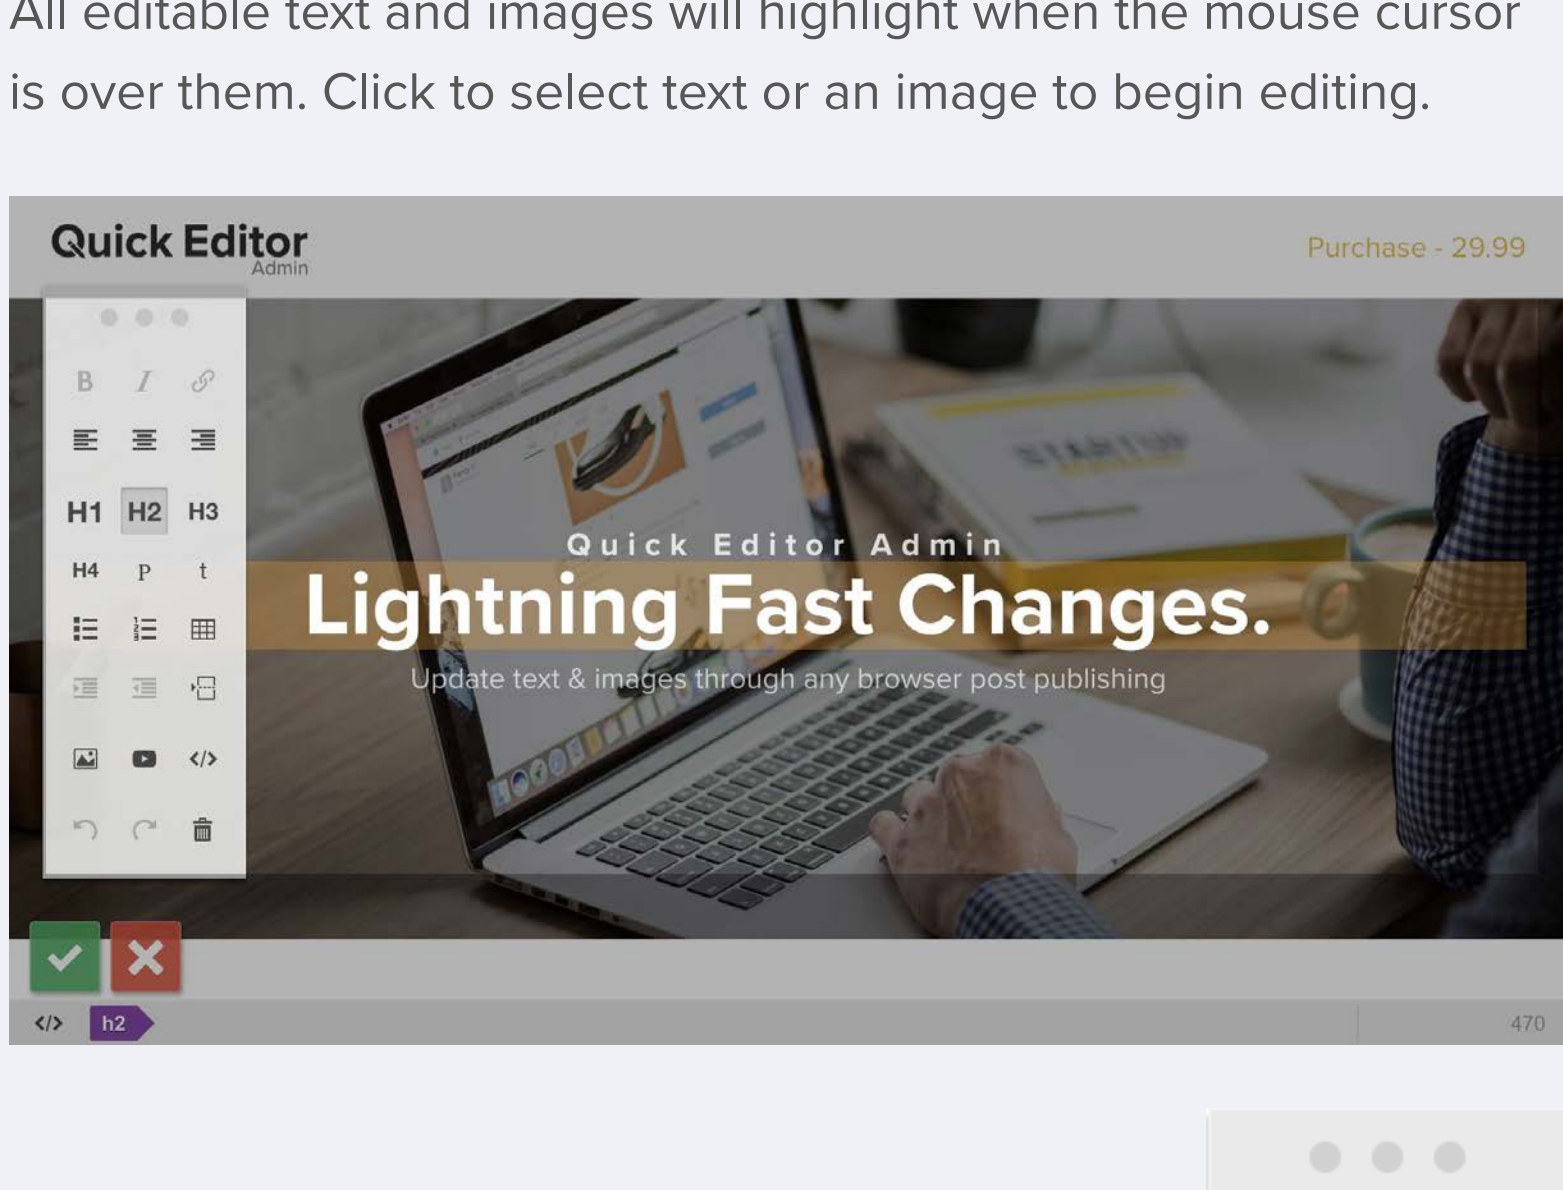 All editable text and images will highlight when the mouse cursor
is over them. Click to select text or an image to begin editing.
Quick Editor
Admin
Purchase - 29.99
B I
H1 H2 H3
H4 P t
STARTUP
Quick Editor Admin
Lightning Fast Changes.
Update text & images through any browser post publishing
</>
</> h2
470